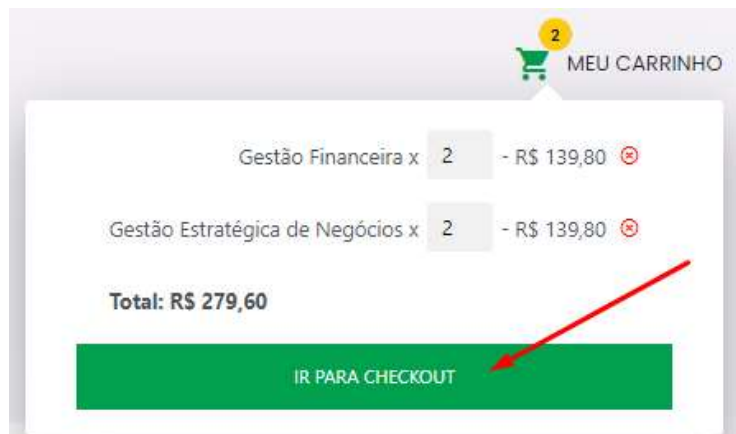 2
MEU CARRINHO
Gestão Financeira x 2 - R$ 139,80
Gestão Estratégica de Negócios x 2 - R$ 139,80
Total: R$ 279,60
IR PARA CHECKOUT